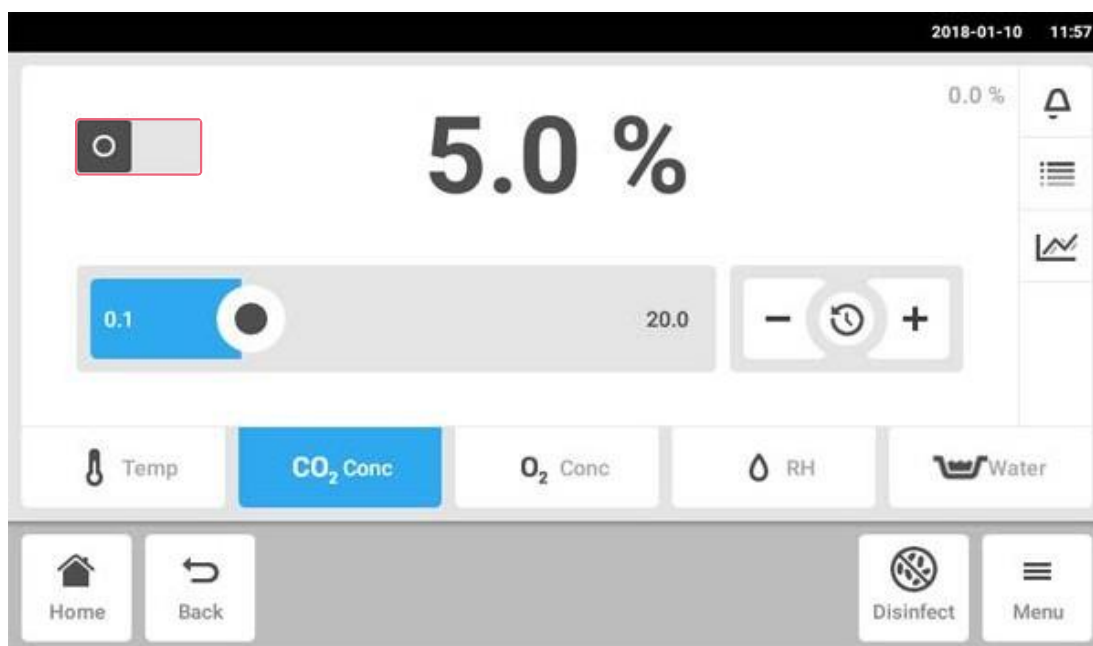 2018-01-10 11:57
0.0 %
5.0 %
0.1 20.0
Temp CO₂ Conc O₂ Conc RH Water
Home Back Disinfect Menu